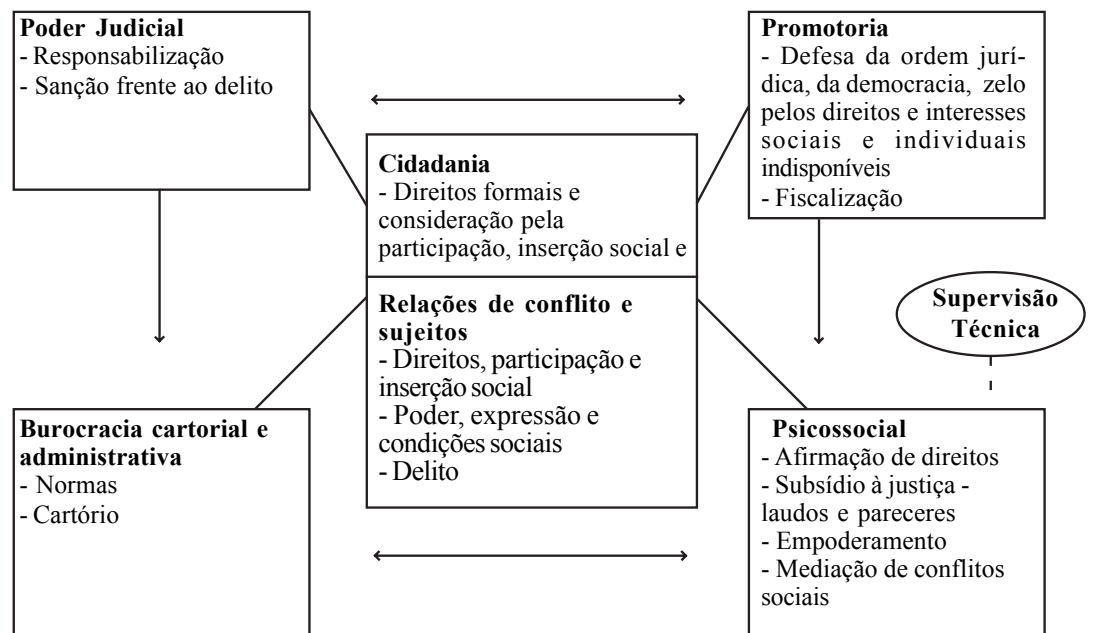 Poder Judicial
- Responsabilização
- Sanção frente ao delito
Promotoria
- Defesa da ordem jurí-
dica, da democracia, zelo
pelos direitos e interesses
sociais e individuais
indisponíveis
- Fiscalização
Cidadania
- Direitos formais e
consideração pela
participação, inserção social e
Relações de conflito e
sujeitos
- Direitos, participação e
inserção social
- Poder, expressão e
condições sociais
- Delito
Supervisão
Técnica
Burocracia cartorial e
administrativa
- Normas
- Cartório
Psicossocial
- Afirmação de direitos
- Subsídio à justiça -
laudos e pareceres
- Empoderamento
- Mediação de conflitos
sociais